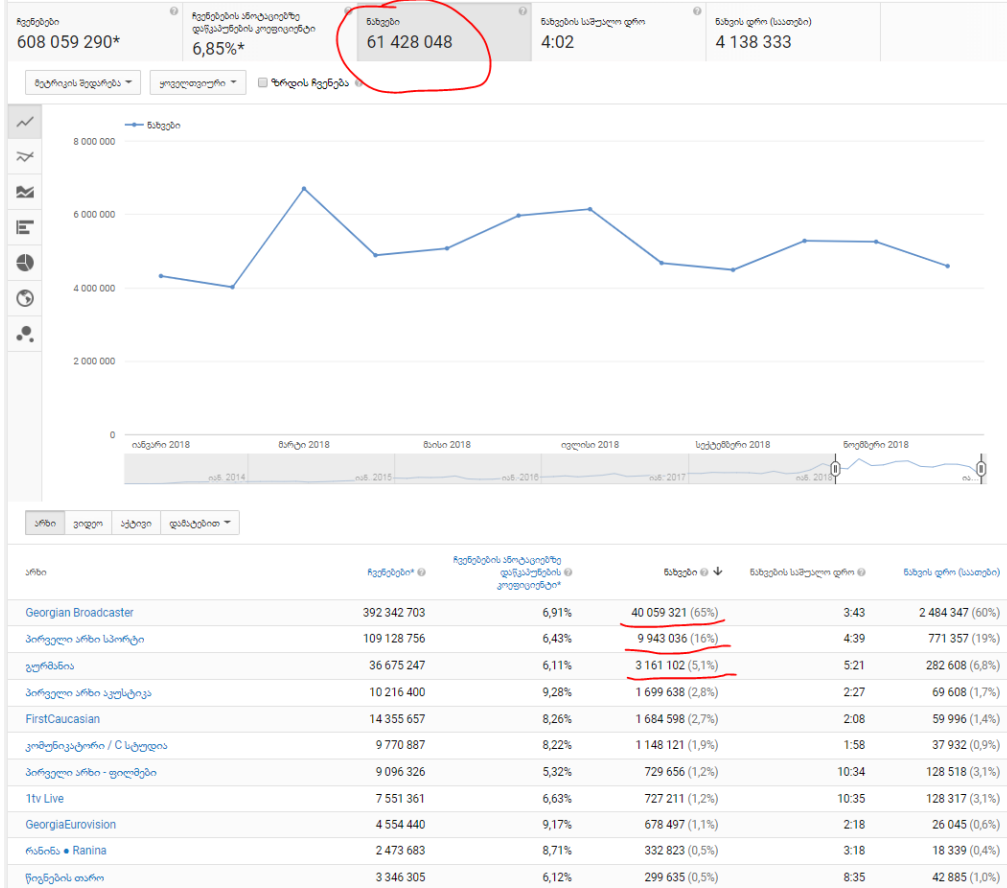 ჩვენებები
608 059 290*
ჩვენებების ანოტაციებზე
დაწკაპუნების კოეფიციენტი
6,85%*
ნახვები
61 428 048
ნახვების საშუალო დრო
4:02
ნახვის დრო (საათები)
4 138 333
მეტრიკის შედარება
ყოველთვიური
ზრდის ჩვენება
ნახვები
8 000 000
6 000 000
4 000 000
2 000 000
0
იანვარი 2018
მარტი 2018
მაისი 2018
ივლისი 2018
სექტემბერი 2018
ნოემბერი 2018
იან. 2014
იან. 2015
იან. 2016
იან. 2017
იან. 2018
ია...
არხი
ვიდეო
აქტივი
დამატებით
არხი
ჩვენებები*
ჩვენებების ანოტაციებზე
დაწკაპუნების
კოეფიციენტი*
ნახვები
ნახვების საშუალო დრო
ნახვის დრო (საათები)
Georgian Broadcaster 392 342 703 6,91% 40 059 321 (65%) 3:43 2 484 347 (60%)
პირველი არხი სპორტი 109 128 756 6,43% 9 943 036 (16%) 4:39 771 357 (19%)
გურმანია 36 675 247 6,11% 3 161 102 (5,1%) 5:21 282 608 (6,8%)
პირველი არხი აკუსტიკა 10 216 400 9,28% 1 699 638 (2,8%) 2:27 69 608 (1,7%)
FirstCaucasian 14 355 657 8,26% 1 684 598 (2,7%) 2:08 59 996 (1,4%)
კომუნიკატორი / C სტუდია 9 770 887 8,22% 1 148 121 (1,9%) 1:58 37 932 (0,9%)
პირველი არხი - ფილმები 9 096 326 5,32% 729 656 (1,2%) 10:34 128 518 (3,1%)
1tv Live 7 551 361 6,63% 727 211 (1,2%) 10:35 128 317 (3,1%)
GeorgiaEurovision 4 554 440 9,17% 678 497 (1,1%) 2:18 26 045 (0,6%)
რანინა ● Ranina 2 473 683 8,71% 332 823 (0,5%) 3:18 18 339 (0,4%)
წიგნების თარო 3 346 305 6,12% 299 635 (0,5%) 8:35 42 885 (1,0%)